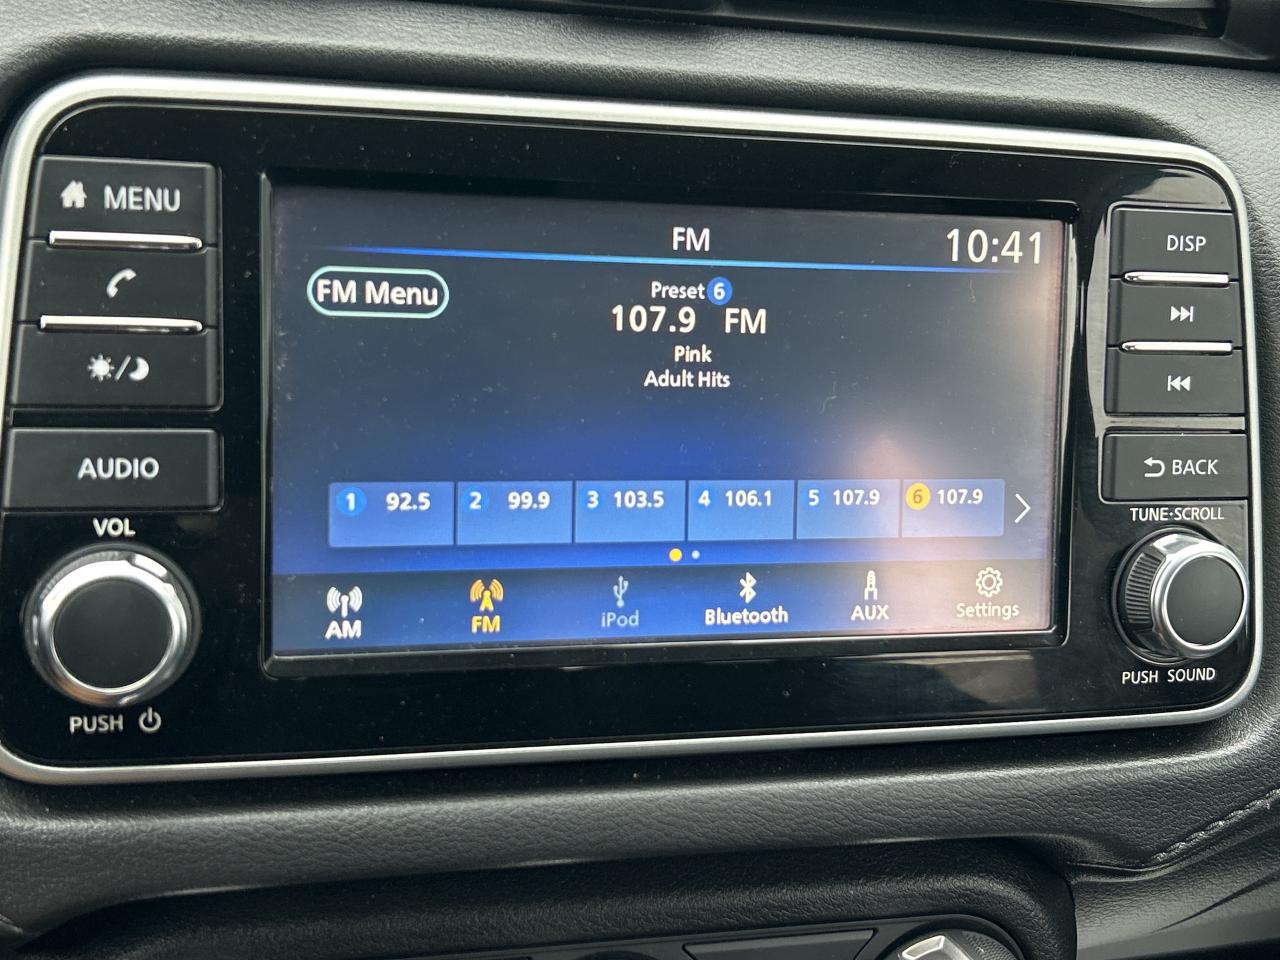 MENU
AUDIO
VOL
PUSH
FM
10:41
FM Menu
Preset 6
107.9 FM
Pink
Adult Hits
1 92.5
2 99.9
3 103.5
4 106.1
5 107.9
6 107.9
AM
FM
iPod
Bluetooth
AUX
Settings
DISP
BACK
TUNE·SCROLL
PUSH SOUND